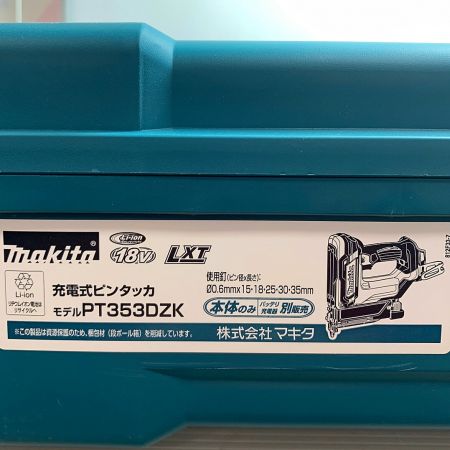 makita Li-ion 18V LXT
Li-ion
リチウムイオン電池は
リサイクルへ
充電式ピンタッカ
モデルPT353DZK
使用釘(ピン径x長さ):
Ø0.6mmx15・18・25・30・35mm
本体のみ バッテリ 充電器 別販売
※この製品は資源保護のため、梱包材(段ボール箱)を削減しています。
株式会社マキタ